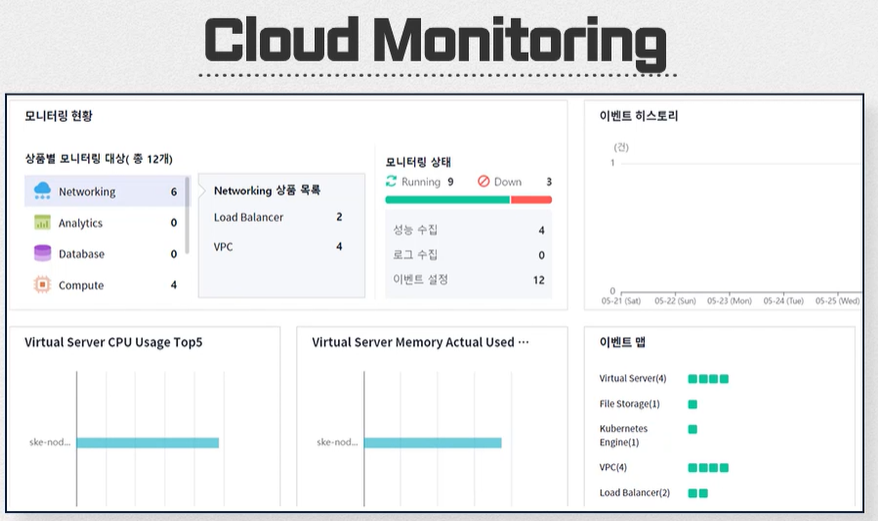 Cloud Monitoring
모니터링 현황
상품별 모니터링 대상( 종 12개)
Networking 6
Analytics 0
Database 0
Compute 4
Networking 상품 목록
Load Balancer 2
VPC 4
모니터링 상태
Running 9 Down 3
성능 수집 4
로그 수집 0
이벤트 설정 12
이벤트 히스토리
(건)
1
0
05-21 (Sat) 05-22 (Sun) 05-23 (Mon) 05-24 (Tue) 05-25 (Wed)
Virtual Server CPU Usage Top5
ske-nod...
Virtual Server Memory Actual Used ···
ske-nod...
이벤트 맵
Virtual Server(4)
File Storage(1)
Kubernetes
Engine(1)
VPC(4)
Load Balancer(2)